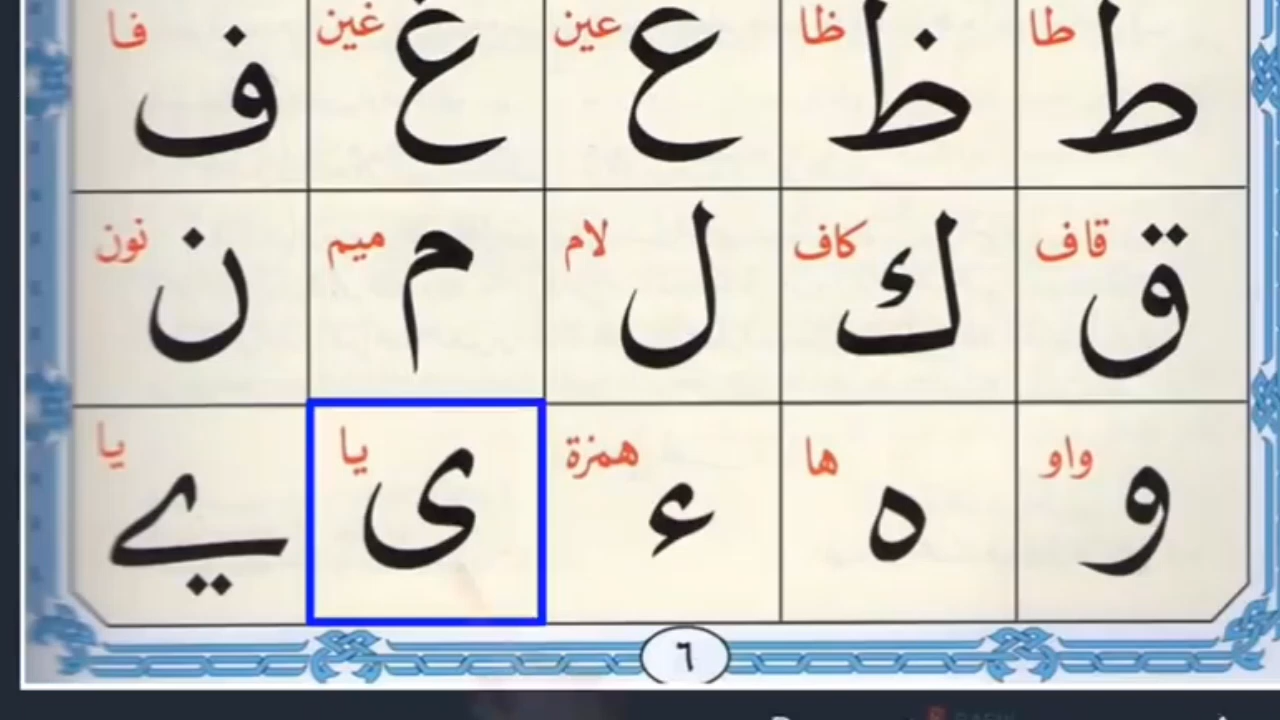 ط طا ظ ظا ع عين غ غين ف فا
ق قاف ك كاف ل لام م ميم ن نون
و واو ه ها ء همزة ى يا ے يا
٦